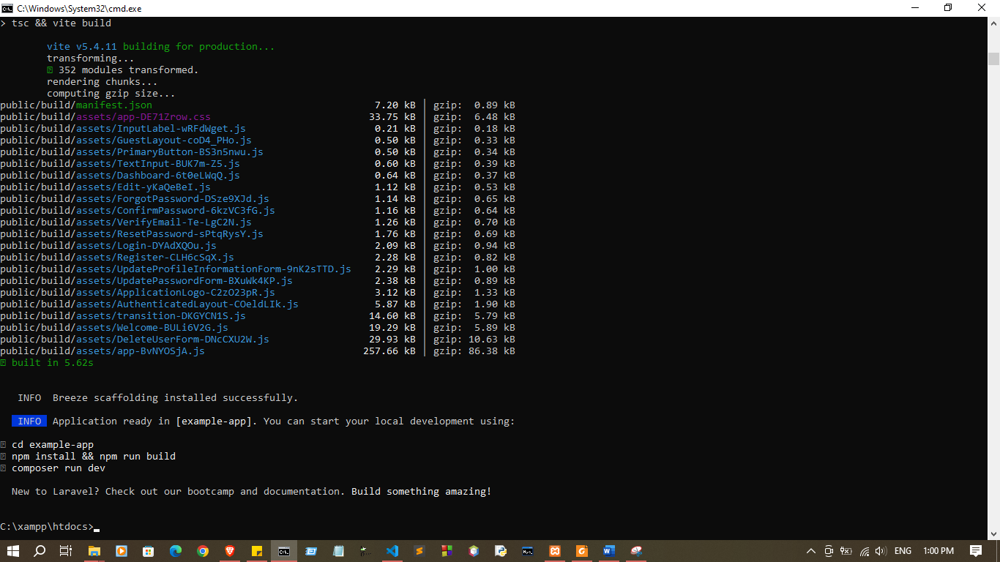 C:\Windows\System32\cmd.exe
> tsc && vite build
vite v5.4.11 building for production...
transforming...
352 modules transformed.
rendering chunks...
computing gzip size...
public/build/manifest.json 7.20 kB │ gzip: 0.89 kB
public/build/assets/app-DE71Zrow.css 33.75 kB │ gzip: 6.48 kB
public/build/assets/InputLabel-wRFdWget.js 0.21 kB │ gzip: 0.18 kB
public/build/assets/GuestLayout-coD4_PHo.js 0.50 kB │ gzip: 0.33 kB
public/build/assets/PrimaryButton-BS3n5nwu.js 0.50 kB │ gzip: 0.34 kB
public/build/assets/TextInput-BUK7m-Z5.js 0.60 kB │ gzip: 0.39 kB
public/build/assets/Dashboard-6t0eLWqQ.js 0.64 kB │ gzip: 0.37 kB
public/build/assets/Edit-yKaQeBeI.js 1.12 kB │ gzip: 0.53 kB
public/build/assets/ForgotPassword-DSze9XJd.js 1.14 kB │ gzip: 0.65 kB
public/build/assets/ConfirmPassword-6kzVC3fG.js 1.16 kB │ gzip: 0.64 kB
public/build/assets/VerifyEmail-Te-LgC2N.js 1.26 kB │ gzip: 0.70 kB
public/build/assets/ResetPassword-sPtqRysY.js 1.76 kB │ gzip: 0.69 kB
public/build/assets/Login-DYAdXQOu.js 2.09 kB │ gzip: 0.94 kB
public/build/assets/Register-CLH6cSqX.js 2.28 kB │ gzip: 0.82 kB
public/build/assets/UpdateProfileInformationForm-9nK2sTTD.js 2.29 kB │ gzip: 1.00 kB
public/build/assets/UpdatePasswordForm-BXuWk4KP.js 2.38 kB │ gzip: 0.89 kB
public/build/assets/ApplicationLogo-C2zO23pR.js 3.12 kB │ gzip: 1.33 kB
public/build/assets/AuthenticatedLayout-COeldLIk.js 5.87 kB │ gzip: 1.90 kB
public/build/assets/transition-DKGYCN1S.js 14.60 kB │ gzip: 5.79 kB
public/build/assets/Welcome-BULi6V2G.js 19.29 kB │ gzip: 5.89 kB
public/build/assets/DeleteUserForm-DNcCXU2W.js 29.93 kB │ gzip: 10.63 kB
public/build/assets/app-BvNYOSjA.js 257.66 kB │ gzip: 86.38 kB
built in 5.62s
INFO Breeze scaffolding installed successfully.
INFO Application ready in [example-app]. You can start your local development using:
cd example-app
npm install && npm run build
composer run dev
New to Laravel? Check out our bootcamp and documentation. Build something amazing!
C:\xampp\htdocs>
ENG 1:00 PM